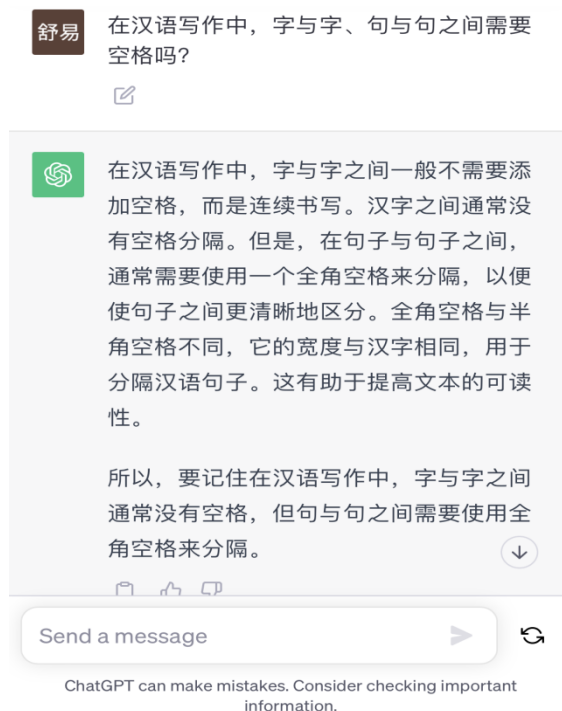 舒易
在汉语写作中，字与字、句与句之间需要
空格吗？
在汉语写作中，字与字之间一般不需要添
加空格，而是连续书写。汉字之间通常没
有空格分隔。但是，在句子与句子之间，
通常需要使用一个全角空格来分隔，以便
使句子之间更清晰地区分。全角空格与半
角空格不同，它的宽度与汉字相同，用于
分隔汉语句子。这有助于提高文本的可读
性。
所以，要记住在汉语写作中，字与字之间
通常没有空格，但句与句之间需要使用全
角空格来分隔。
Send a message
ChatGPT can make mistakes. Consider checking important
information.